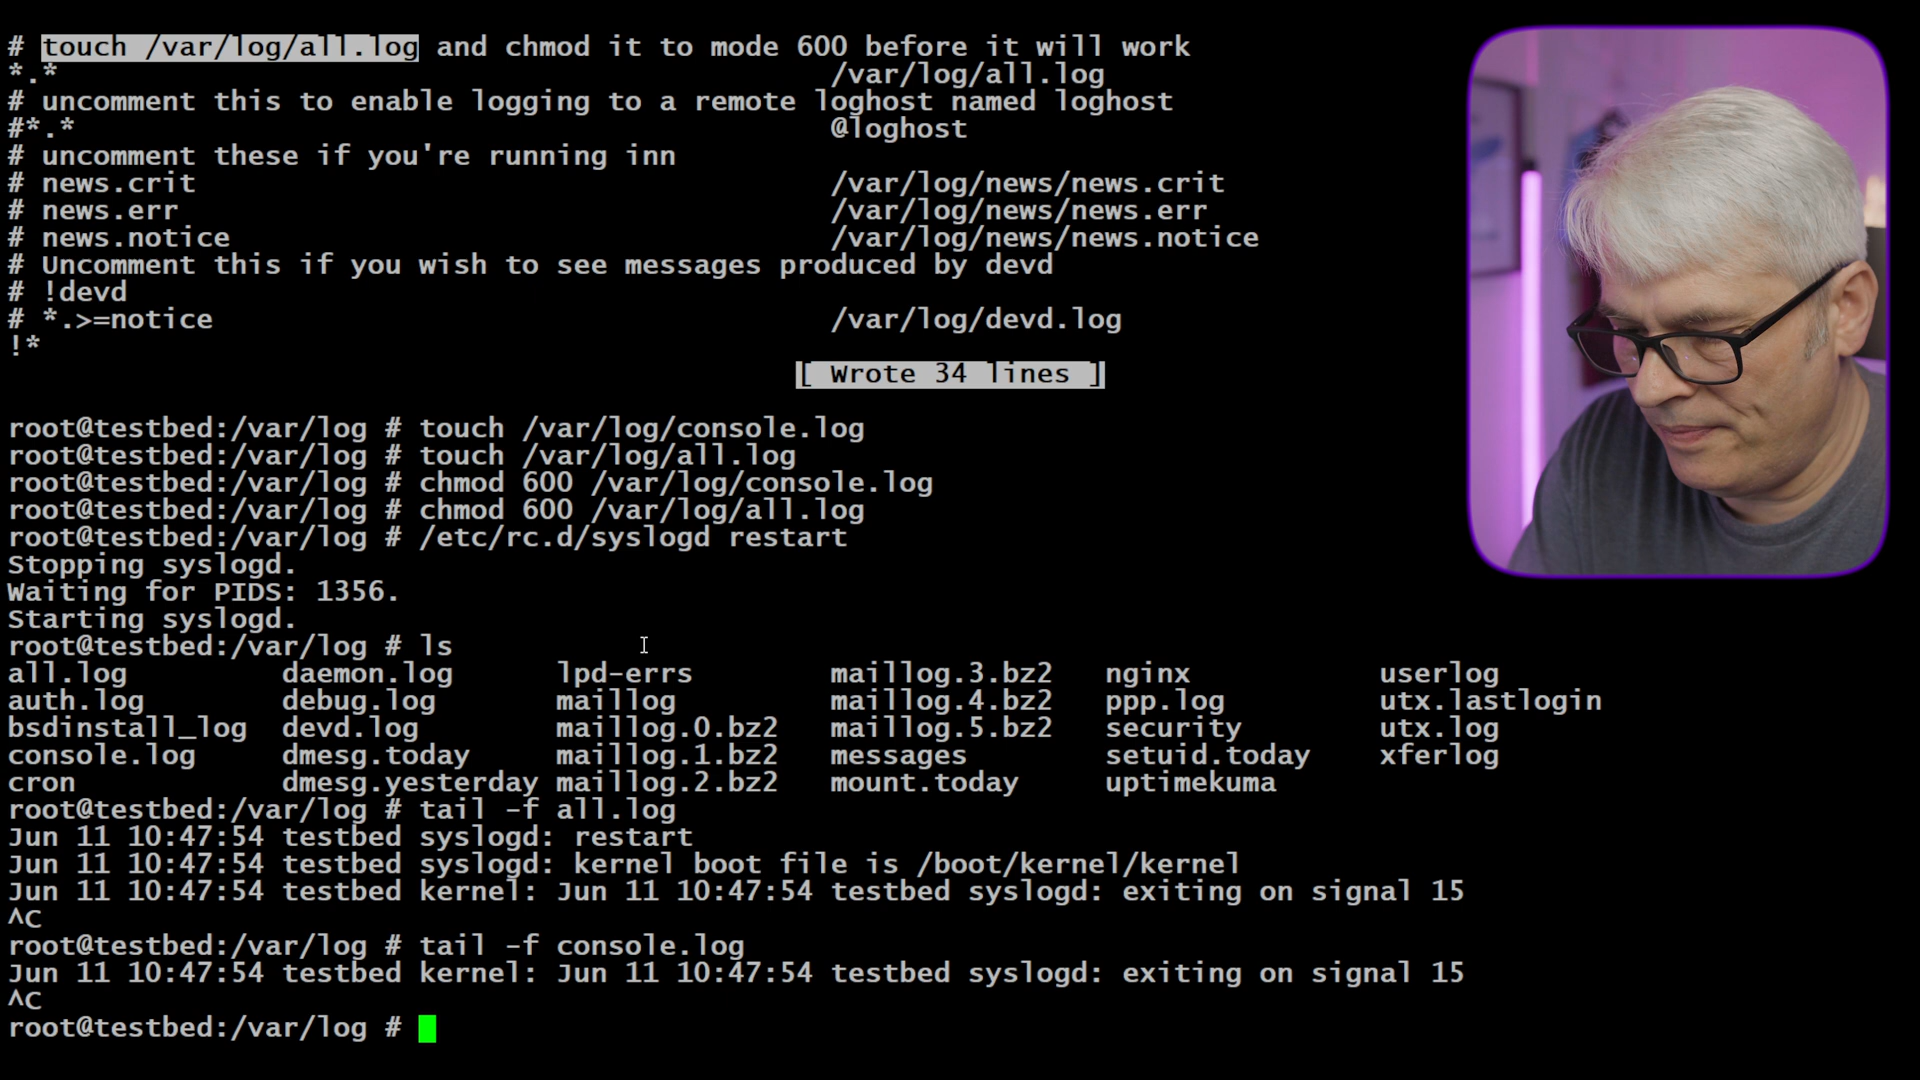 # touch /var/log/all.log and chmod it to mode 600 before it will work
*.* /var/log/all.log
# uncomment this to enable logging to a remote loghost named loghost
#*.* @loghost
# uncomment these if you're running inn
# news.crit /var/log/news/news.crit
# news.err /var/log/news/news.err
# news.notice /var/log/news/news.notice
# Uncomment this if you wish to see messages produced by devd
# !devd
# *.>=notice /var/log/devd.log
!*
[ Wrote 34 lines ]
root@testbed:/var/log # touch /var/log/console.log
root@testbed:/var/log # touch /var/log/all.log
root@testbed:/var/log # chmod 600 /var/log/console.log
root@testbed:/var/log # chmod 600 /var/log/all.log
root@testbed:/var/log # /etc/rc.d/syslogd restart
Stopping syslogd.
Waiting for PIDS: 1356.
Starting syslogd.
root@testbed:/var/log # ls
all.log daemon.log lpd-errs maillog.3.bz2 nginx userlog
auth.log debug.log maillog maillog.4.bz2 ppp.log utx.lastlogin
bsdinstall_log devd.log maillog.0.bz2 maillog.5.bz2 security utx.log
console.log dmesg.today maillog.1.bz2 messages setuid.today xferlog
cron dmesg.yesterday maillog.2.bz2 mount.today uptimekuma
root@testbed:/var/log # tail -f all.log
Jun 11 10:47:54 testbed syslogd: restart
Jun 11 10:47:54 testbed syslogd: kernel boot file is /boot/kernel/kernel
Jun 11 10:47:54 testbed kernel: Jun 11 10:47:54 testbed syslogd: exiting on signal 15
^C
root@testbed:/var/log # tail -f console.log
Jun 11 10:47:54 testbed kernel: Jun 11 10:47:54 testbed syslogd: exiting on signal 15
^C
root@testbed:/var/log #